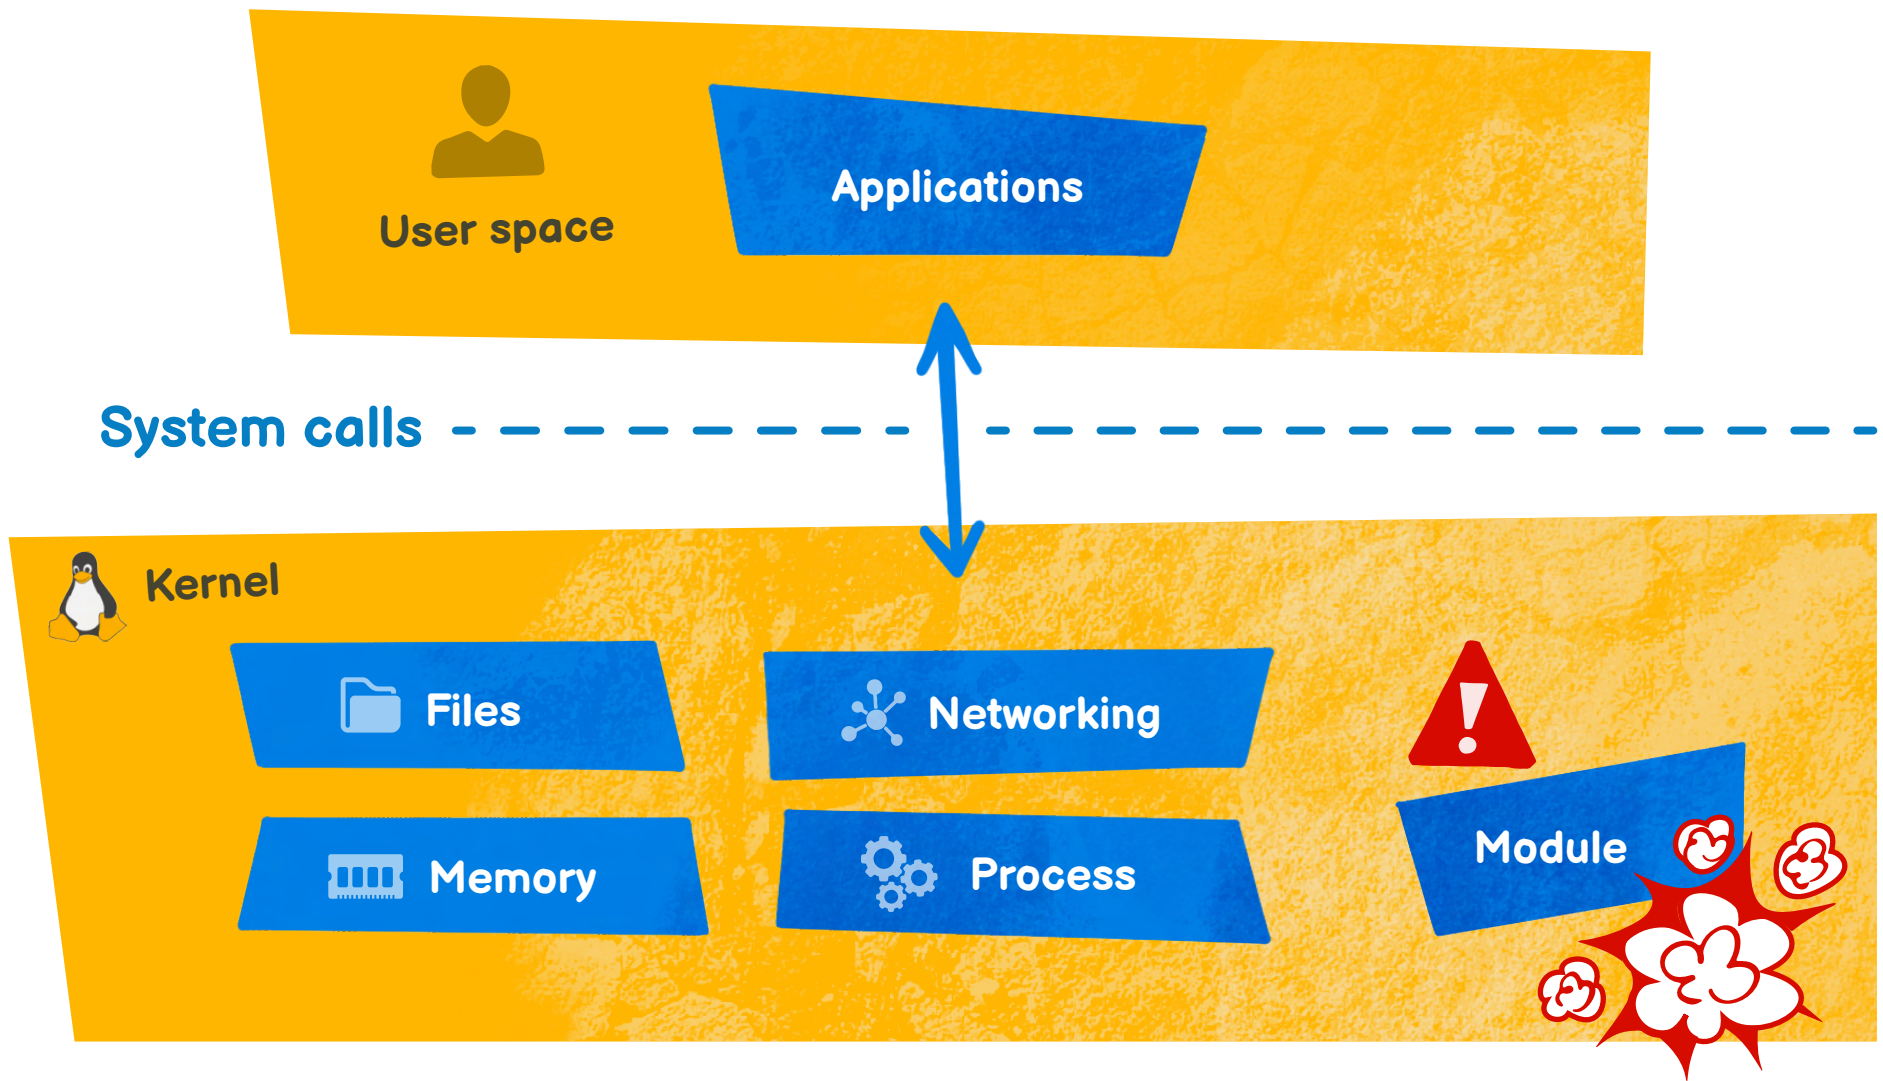 Applications
User space
System calls
Kernel
Files
Networking
Memory
Process
Module